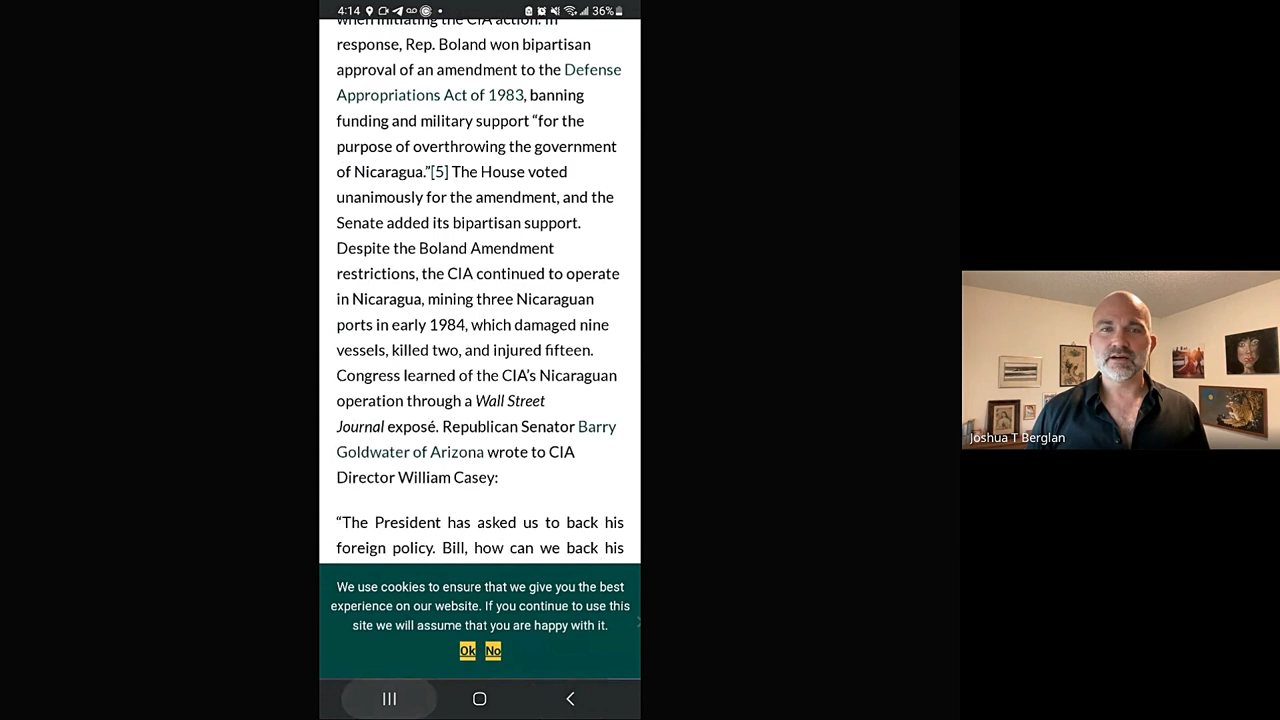 4:14
36%
when initiating the CIA action. In
response, Rep. Boland won bipartisan
approval of an amendment to the Defense
Appropriations Act of 1983, banning
funding and military support “for the
purpose of overthrowing the government
of Nicaragua.”[5] The House voted
unanimously for the amendment, and the
Senate added its bipartisan support.
Despite the Boland Amendment
restrictions, the CIA continued to operate
in Nicaragua, mining three Nicaraguan
ports in early 1984, which damaged nine
vessels, killed two, and injured fifteen.
Congress learned of the CIA’s Nicaraguan
operation through a Wall Street
Journal exposé. Republican Senator Barry
Goldwater of Arizona wrote to CIA
Director William Casey:
“The President has asked us to back his
foreign policy. Bill, how can we back his
We use cookies to ensure that we give you the best
experience on our website. If you continue to use this
site we will assume that you are happy with it.
Ok No
Joshua T Berglan